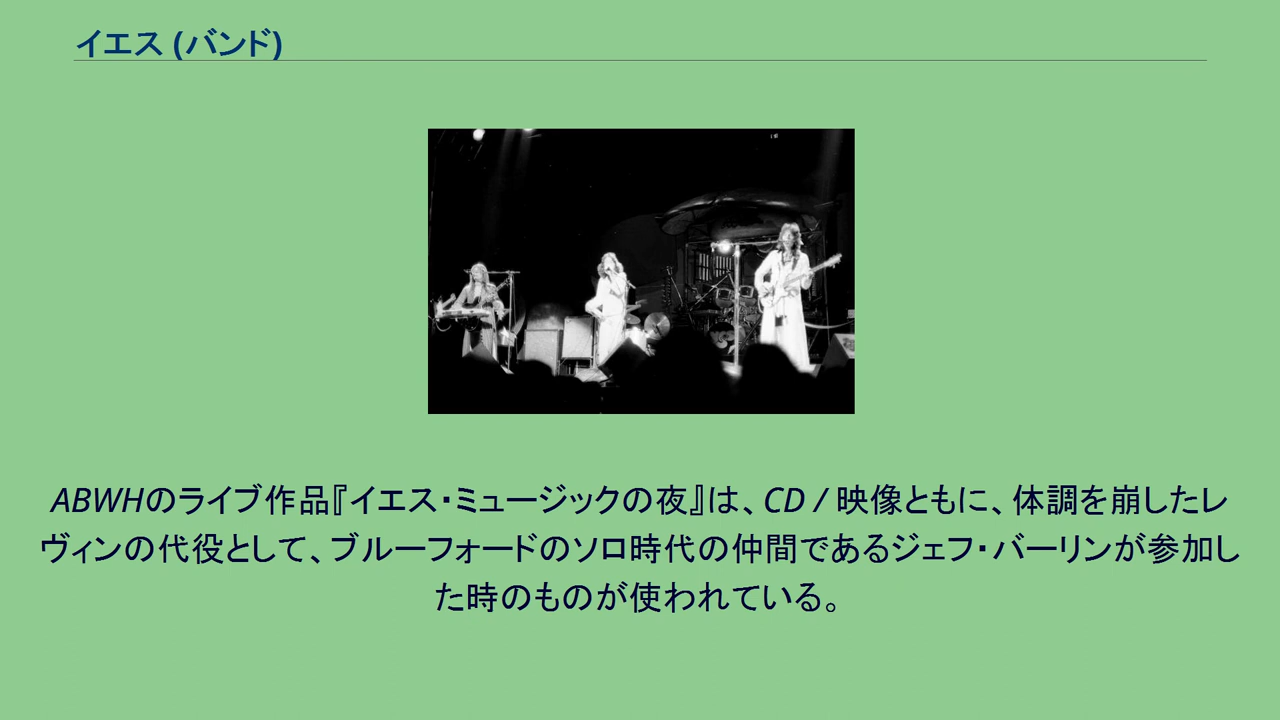 イエス (バンド)
ABWHのライブ作品『イエス・ミュージックの夜』は、CD / 映像ともに、体調を崩したレ
ヴィンの代役として、ブルーフォードのソロ時代の仲間であるジェフ・バーリンが参加し
た時のものが使われている。